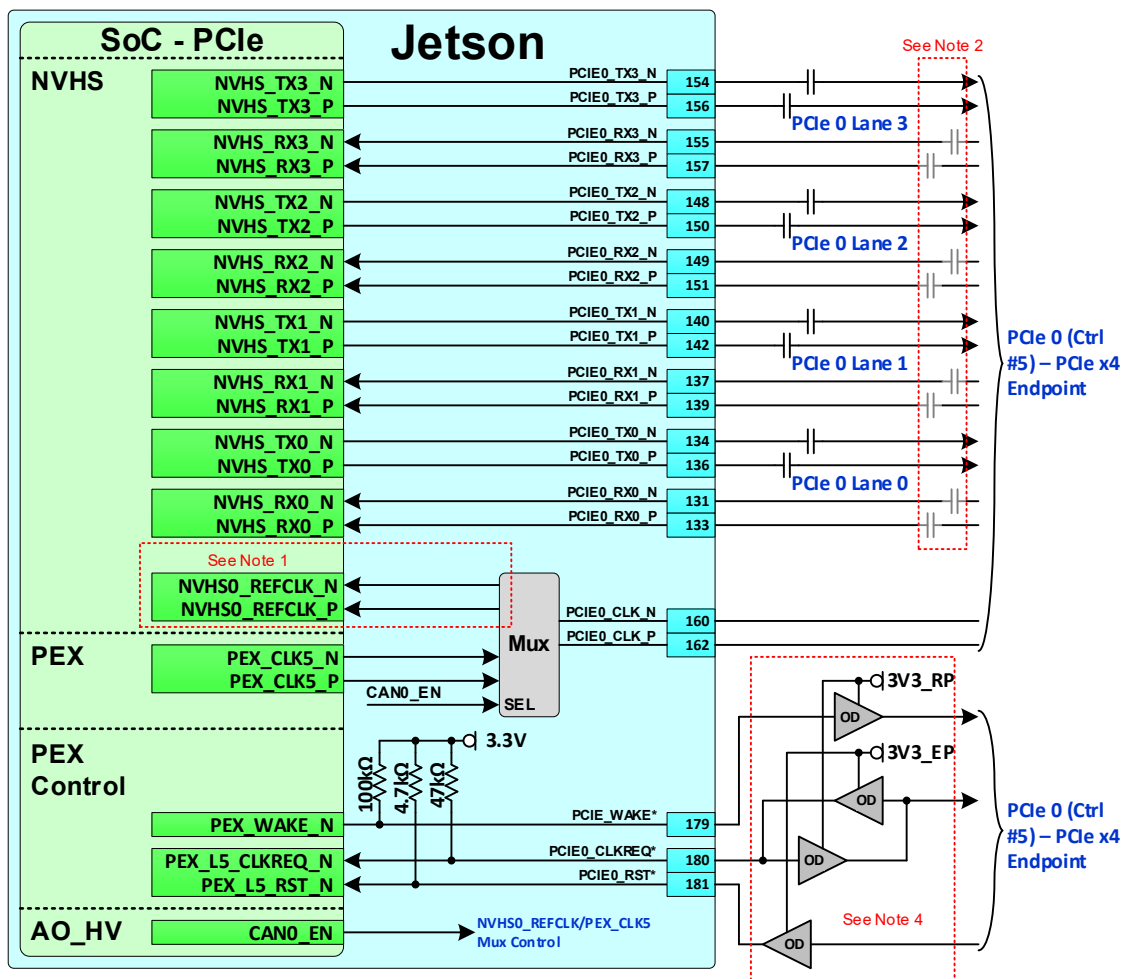 SoC - PCIe
Jetson
See Note 2
NVHS
NVHS_TX3_N
PCIE0_TX3_N
154
NVHS_TX3_P
PCIE0_TX3_P
156
PCIe 0 Lane 3
NVHS_RX3_N
PCIE0_RX3_N
155
NVHS_RX3_P
PCIE0_RX3_P
157
NVHS_TX2_N
PCIE0_TX2_N
148
NVHS_TX2_P
PCIE0_TX2_P
150
PCIe 0 Lane 2
NVHS_RX2_N
PCIE0_RX2_N
149
NVHS_RX2_P
PCIE0_RX2_P
151
NVHS_TX1_N
PCIE0_TX1_N
140
NVHS_TX1_P
PCIE0_TX1_P
142
PCIe 0 Lane 1
NVHS_RX1_N
PCIE0_RX1_N
137
NVHS_RX1_P
PCIE0_RX1_P
139
PCIe 0 (Ctrl
#5) – PCIe x4
Endpoint
NVHS_TX0_N
PCIE0_TX0_N
134
NVHS_TX0_P
PCIE0_TX0_P
136
PCIe 0 Lane 0
NVHS_RX0_N
PCIE0_RX0_N
131
NVHS_RX0_P
PCIE0_RX0_P
133
See Note 1
NVHS0_REFCLK_N
NVHS0_REFCLK_P
PCIE0_CLK_N
160
PCIE0_CLK_P
162
Mux
SEL
PEX
PEX_CLK5_N
PEX_CLK5_P
CAN0_EN
3V3_RP
OD
3V3_EP
OD
OD
OD
See Note 4
PEX
Control
3.3V
100kΩ
4.7kΩ
47kΩ
PEX_WAKE_N
PCIE_WAKE*
179
PEX_L5_CLKREQ_N
PCIE0_CLKREQ*
180
PEX_L5_RST_N
PCIE0_RST*
181
PCIe 0 (Ctrl
#5) – PCIe x4
Endpoint
AO_HV
CAN0_EN
NVHS0_REFCLK/PEX_CLK5
Mux Control